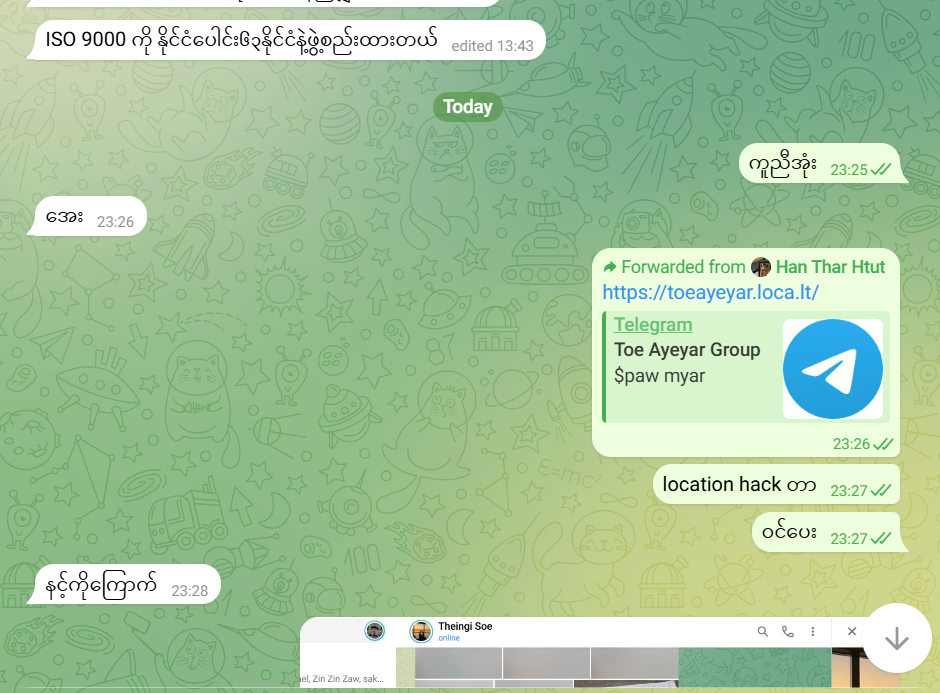 ISO 9000 ကို နိုင်ငံပေါင်း၆၃နိုင်ငံနဲ့ဖွဲ့စည်းထားတယ် edited 13:43
Today
ကူညီအုံး 23:25
အေး 23:26
Forwarded from Han Thar Htut
https://toeayeyar.loca.lt/
Telegram
Toe Ayeyar Group
$paw myar
23:26
location hack တာ 23:27
ဝင်ပေး 23:27
နင့်ကိုကြောက် 23:28
Theingi Soe
online
ael, Zin Zin Zaw, sak...